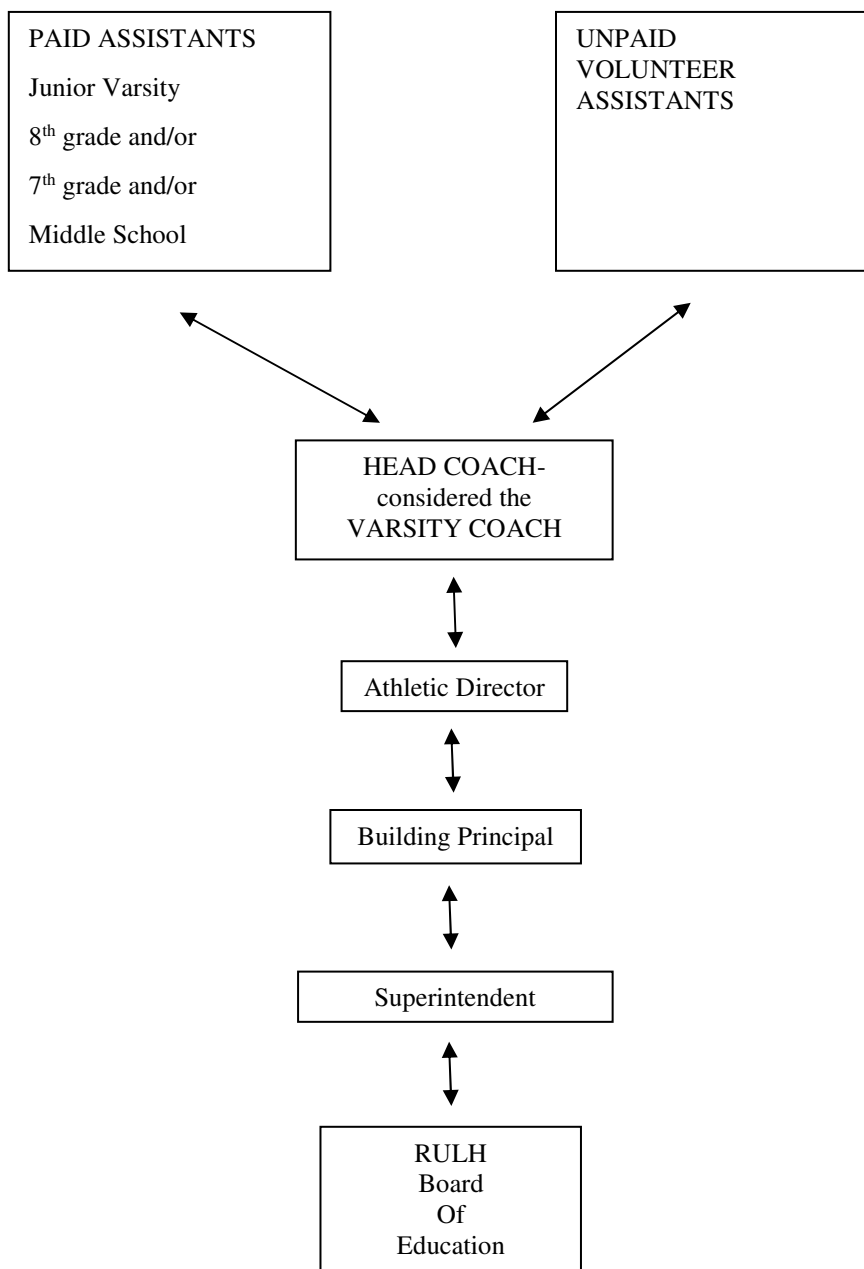 PAID ASSISTANTS
Junior Varsity
8th grade and/or
7th grade and/or
Middle School
UNPAID
VOLUNTEER
ASSISTANTS
HEAD COACH-
considered the
VARSITY COACH
Athletic Director
Building Principal
Superintendent
RULH
Board
Of
Education